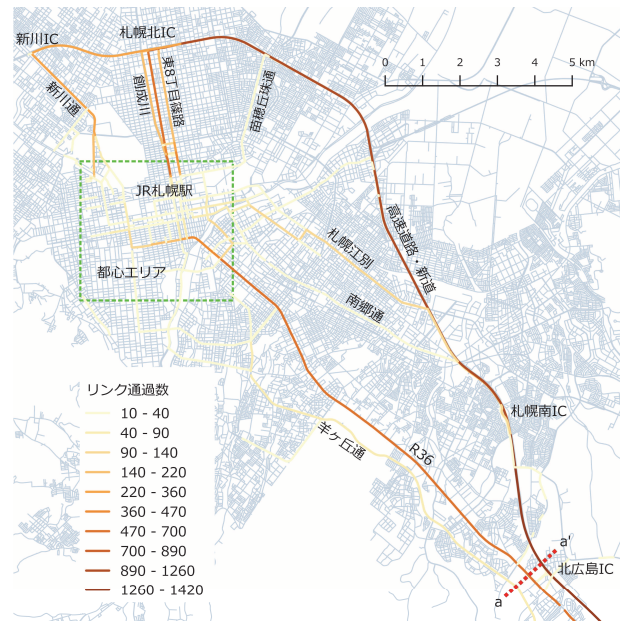 新川IC
札幌北IC
新川通
創成川
東8丁目篠路
苗穂丘珠通
0 1 2 3 4 5 km
JR札幌駅
都心エリア
札幌江別
高速道路・新道
南郷通
札幌南IC
羊ヶ丘通
R36
北広島IC
a'
a
リンク通過数
10 - 40
40 - 90
90 - 140
140 - 220
220 - 360
360 - 470
470 - 700
700 - 890
890 - 1260
1260 - 1420